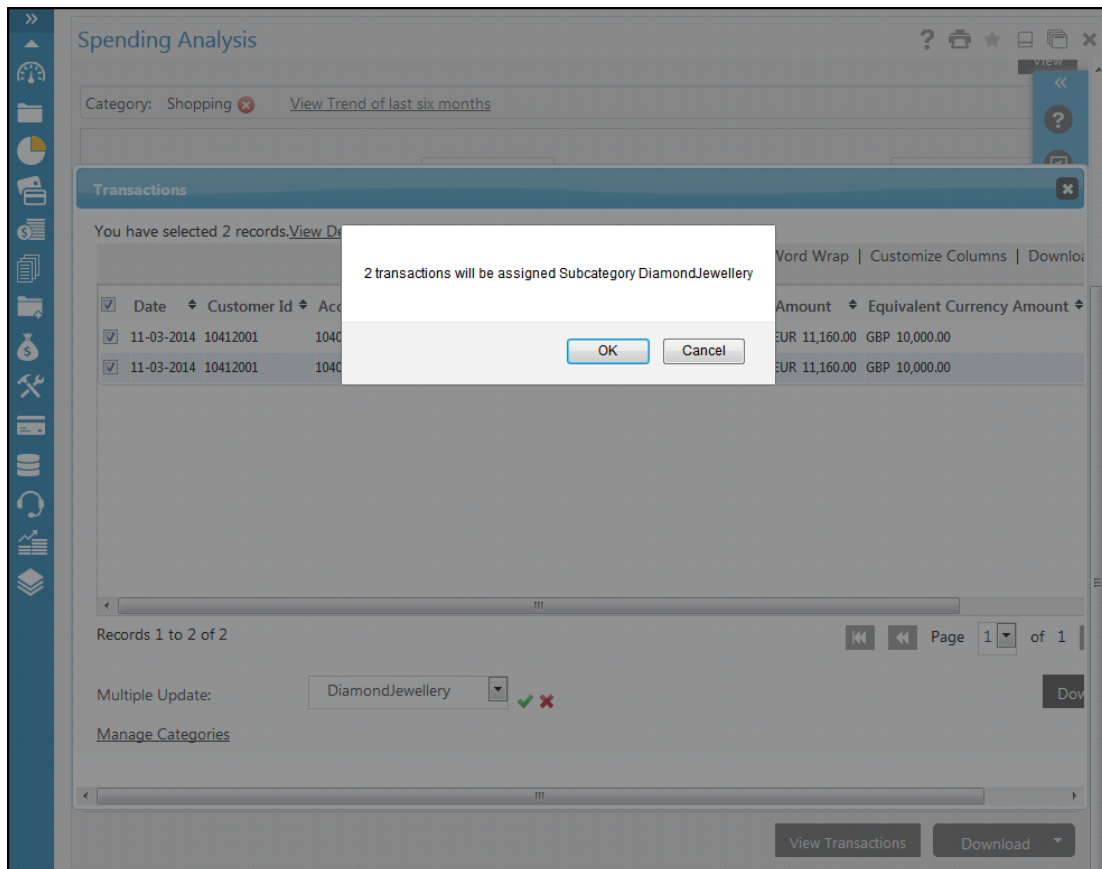 Spending Analysis
View
Category: Shopping View Trend of last six months
Transactions
You have selected 2 records.View
Word Wrap | Customize Columns |
2 transactions will be assigned Subcategory DiamondJewellery
Date Customer Id Amount Equivalent Currency Amount
11-03-2014 10412001 1040 EUR 11,160.00 GBP 10,000.00
OK Cancel
11-03-2014 10412001 1040 EUR 11,160.00 GBP 10,000.00
Records 1 to 2 of 2 Page 1 of 1
Multiple Update: DiamondJewellery
Manage Categories
View Transactions Download